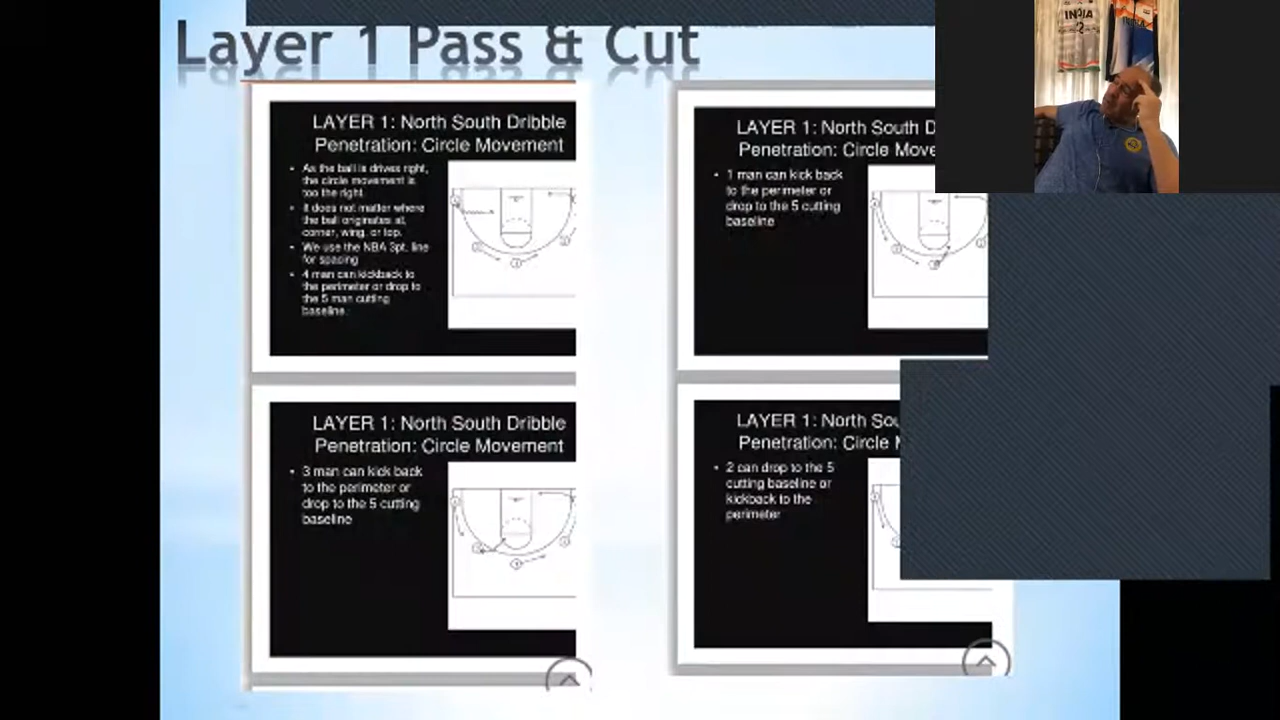 Layer 1 Pass & Cut
LAYER 1: North South Dribble
Penetration: Circle Movement
• As the ball is drives right,
the circle movement is
too the right.
• It does not matter where
the ball originates at,
corner, wing, or top.
• We use the NBA 3pt. line
for spacing
• 4 man can kickback to
the perimeter or drop to
the 5 man cutting
baseline.
LAYER 1: North South D
Penetration: Circle Move
• 1 man can kick back
to the perimeter or
drop to the 5 cutting
baseline
LAYER 1: North South Dribble
Penetration: Circle Movement
• 3 man can kick back
to the perimeter or
drop to the 5 cutting
baseline
LAYER 1: North Sou
Penetration: Circle M
• 2 can drop to the 5
cutting baseline or
kickback to the
perimeter
INDIA